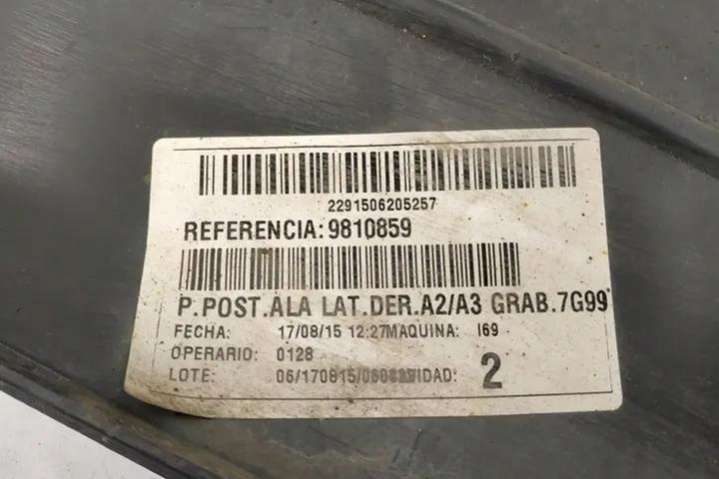 2291506205257
REFERENCIA: 9810859
P.POST.ALA LAT.DER.A2/A3 GRAB.7G99*
FECHA: 17/08/15 12:27 MAQUINA: I69
OPERARIO: 0128
LOTE: VIDAD: 2